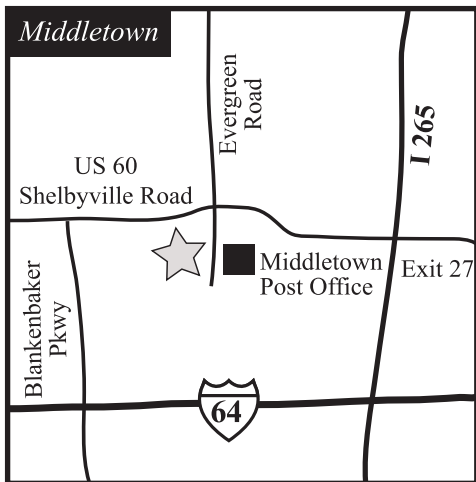 Middletown
Evergreen
Road
I 265
US 60
Shelbyville Road
Middletown
Post Office
Exit 27
Blankenbaker
Pkwy
64